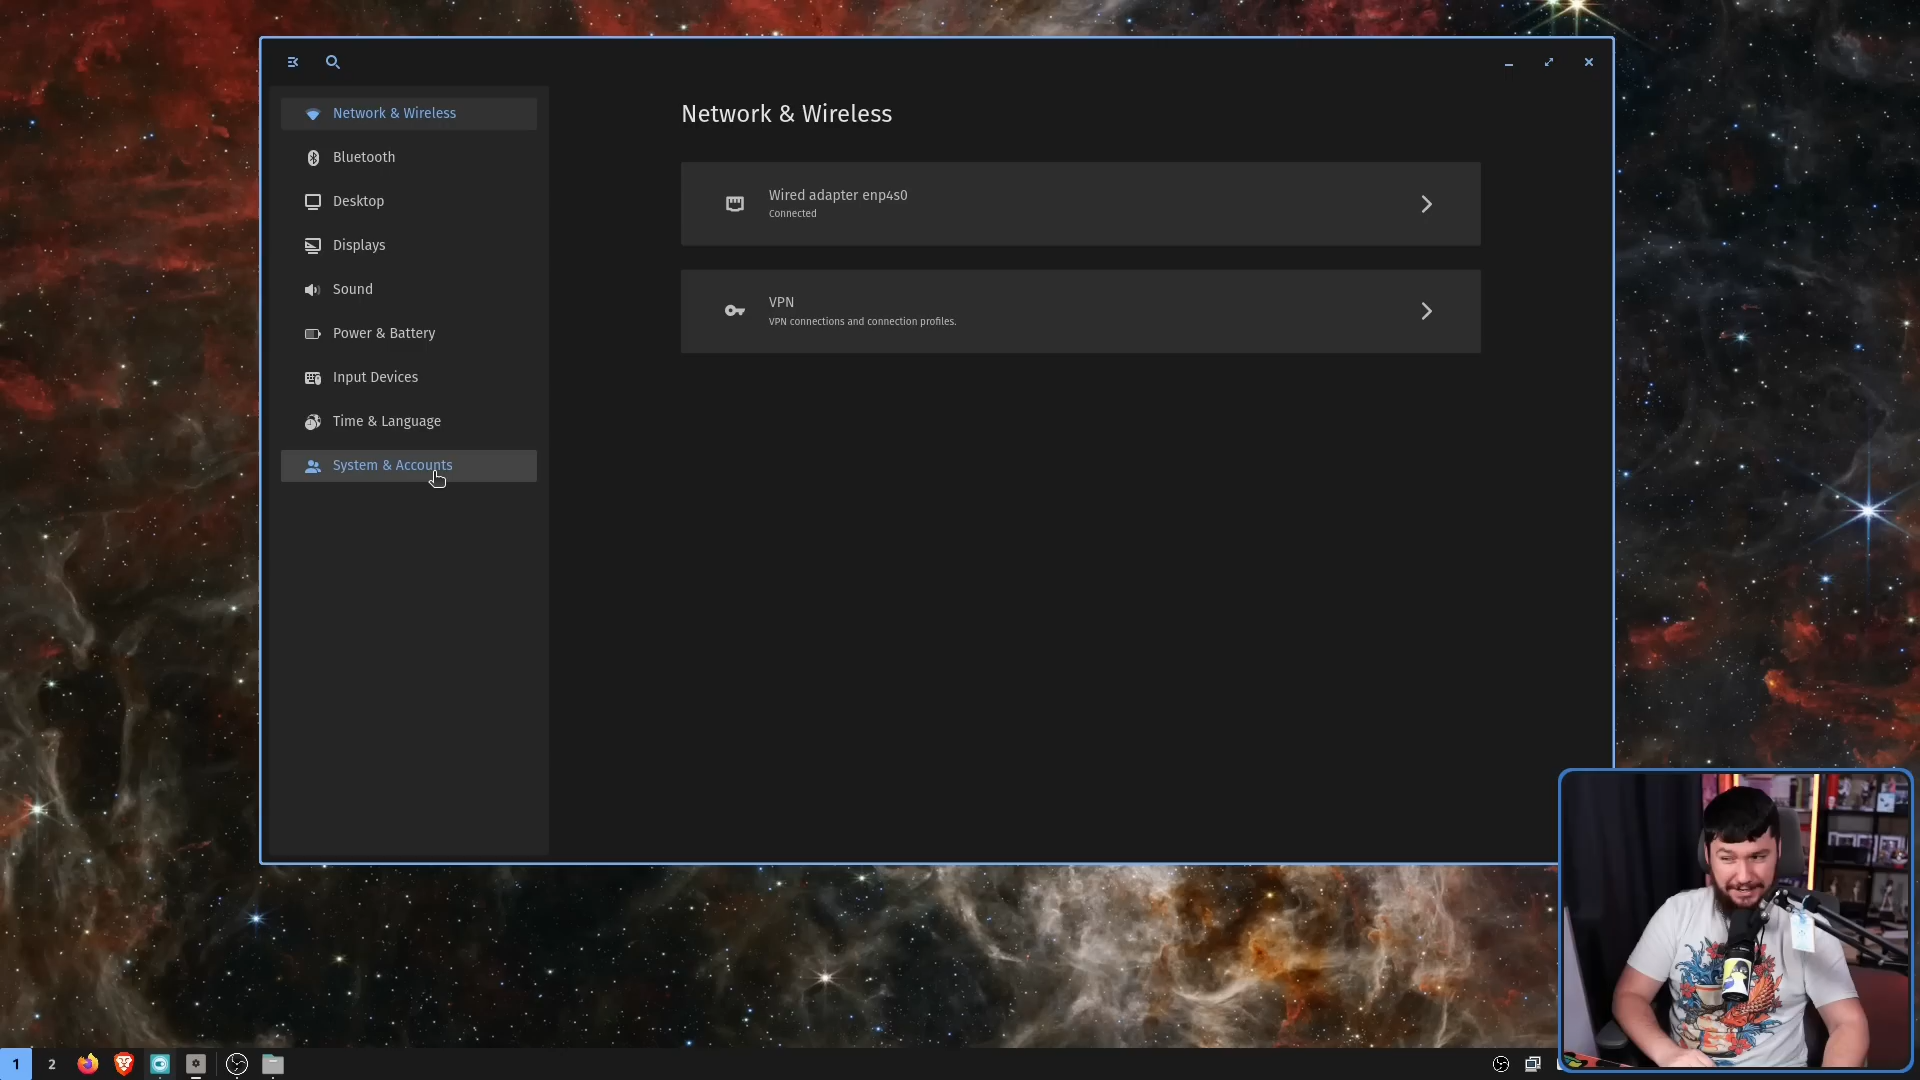 Network & Wireless
Bluetooth
Desktop
Displays
Sound
Power & Battery
Input Devices
Time & Language
System & Accounts
Network & Wireless
Wired adapter enp4s0
Connected
VPN
VPN connections and connection profiles.
1
2